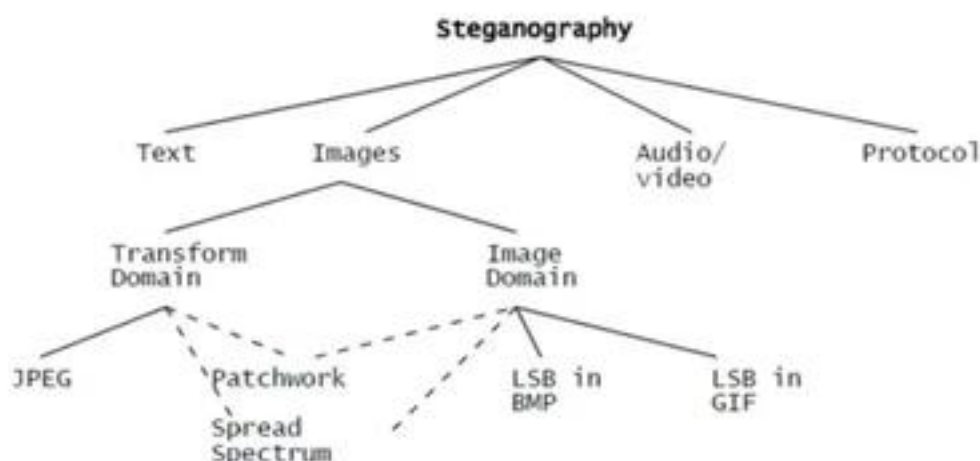 Steganography
Text Images Audio/ Protocol
video
Transform Image
Domain Domain
JPEG Patchwork LSB in LSB in
BMP GIF
Spread
Spectrum